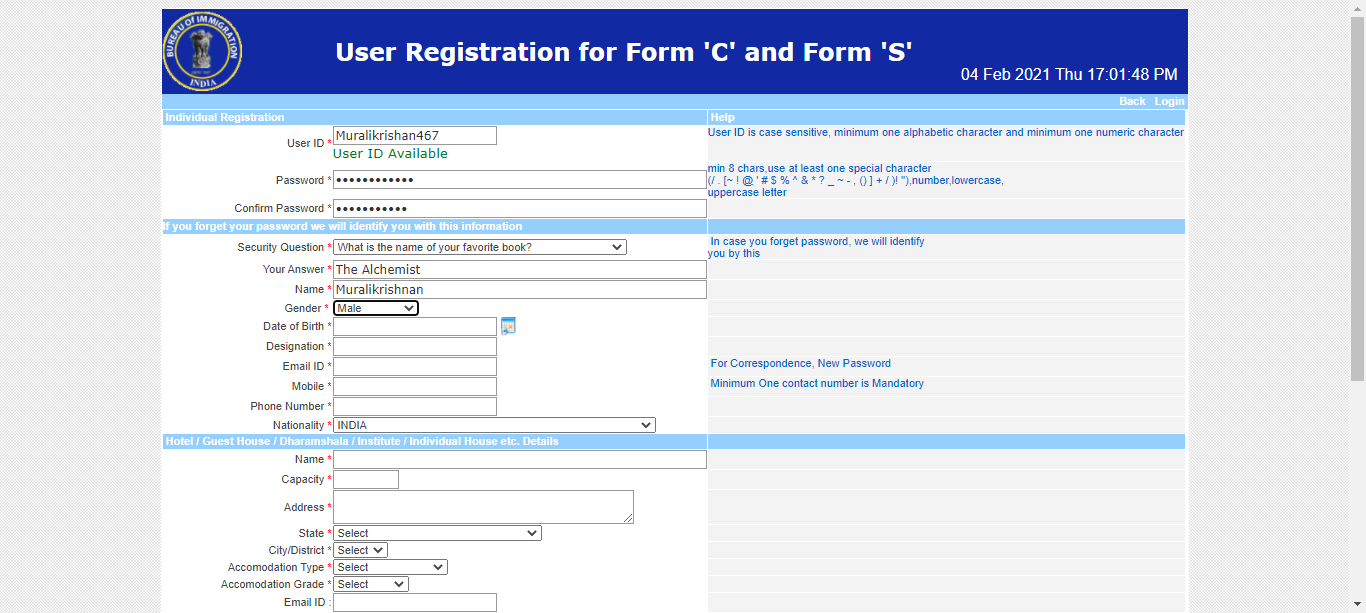 BUREAU OF IMMIGRATION
INDIA
User Registration for Form 'C' and Form 'S'
04 Feb 2021 Thu 17:01:48 PM
Back Login
Individual Registration Help
User ID * Muralikrishan467 User ID is case sensitive, minimum one alphabetic character and minimum one numeric character
User ID Available
min 8 chars,use at least one special character
Password * •••••••••••• (/ . [~ ! @ ' # $ % ^ & * ? _ ~ - , () ] + / )! "),number,lowercase,
uppercase letter
Confirm Password * •••••••••••
If you forget your password we will identify you with this information
Security Question * What is the name of your favorite book? In case you forget password, we will identify
you by this
Your Answer * The Alchemist
Name * Muralikrishnan
Gender * Male
Date of Birth *
Designation *
Email ID * For Correspondence, New Password
Mobile * Minimum One contact number is Mandatory
Phone Number *
Nationality * INDIA
Hotel / Guest House / Dharamshala / Institute / Individual House etc. Details
Name *
Capacity *
Address *
State * Select
City/District * Select
Accomodation Type * Select
Accomodation Grade * Select
Email ID :